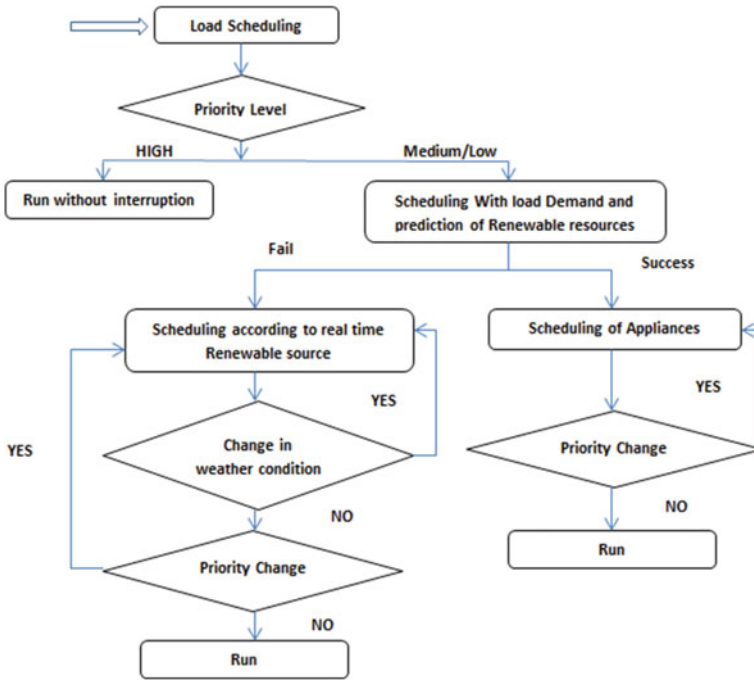 Load Scheduling
Priority Level
HIGH
Medium/Low
Run without interruption
Scheduling With load Demand and
prediction of Renewable resources
Fail
Success
Scheduling according to real time
Renewable source
Scheduling of Appliances
YES
YES
YES
Change in
weather condition
Priority Change
NO
NO
Priority Change
Run
NO
Run